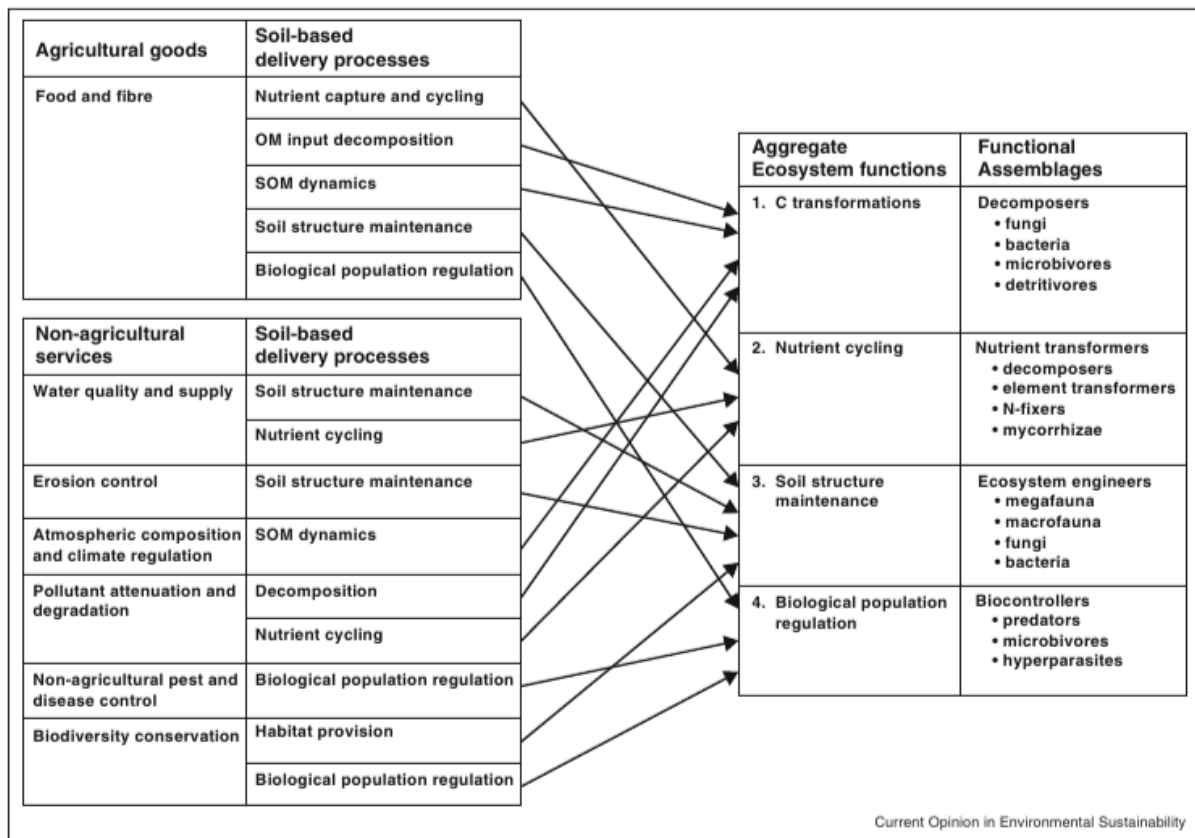 Agricultural goods
Soil-based
delivery processes
Food and fibre
Nutrient capture and cycling
OM input decomposition
SOM dynamics
Soil structure maintenance
Biological population regulation
Non-agricultural
services
Soil-based
delivery processes
Water quality and supply
Soil structure maintenance
Nutrient cycling
Erosion control
Soil structure maintenance
Atmospheric composition
and climate regulation
SOM dynamics
Pollutant attenuation and
degradation
Decomposition
Nutrient cycling
Non-agricultural pest and
disease control
Biological population regulation
Biodiversity conservation
Habitat provision
Biological population regulation
Aggregate
Ecosystem functions
Functional
Assemblages
1. C transformations
Decomposers
• fungi
• bacteria
• microbivores
• detritivores
2. Nutrient cycling
Nutrient transformers
• decomposers
• element transformers
• N-fixers
• mycorrhizae
3. Soil structure
maintenance
Ecosystem engineers
• megafauna
• macrofauna
• fungi
• bacteria
4. Biological population
regulation
Biocontrollers
• predators
• microbivores
• hyperparasites
Current Opinion in Environmental Sustainability